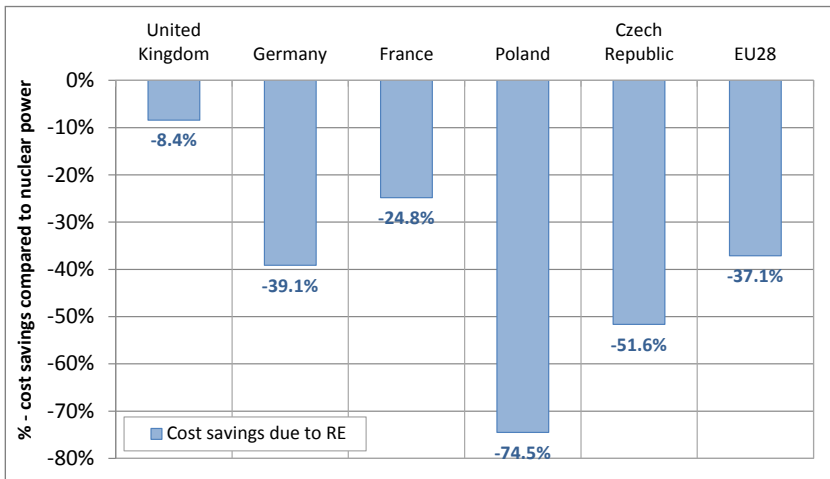 United
Kingdom
Germany
France
Poland
Czech
Republic
EU28
0%
-10%
-20%
-30%
-40%
-50%
-60%
-70%
-80%
% - cost savings compared to nuclear power
-8.4%
-39.1%
-24.8%
-74.5%
-51.6%
-37.1%
Cost savings due to RE